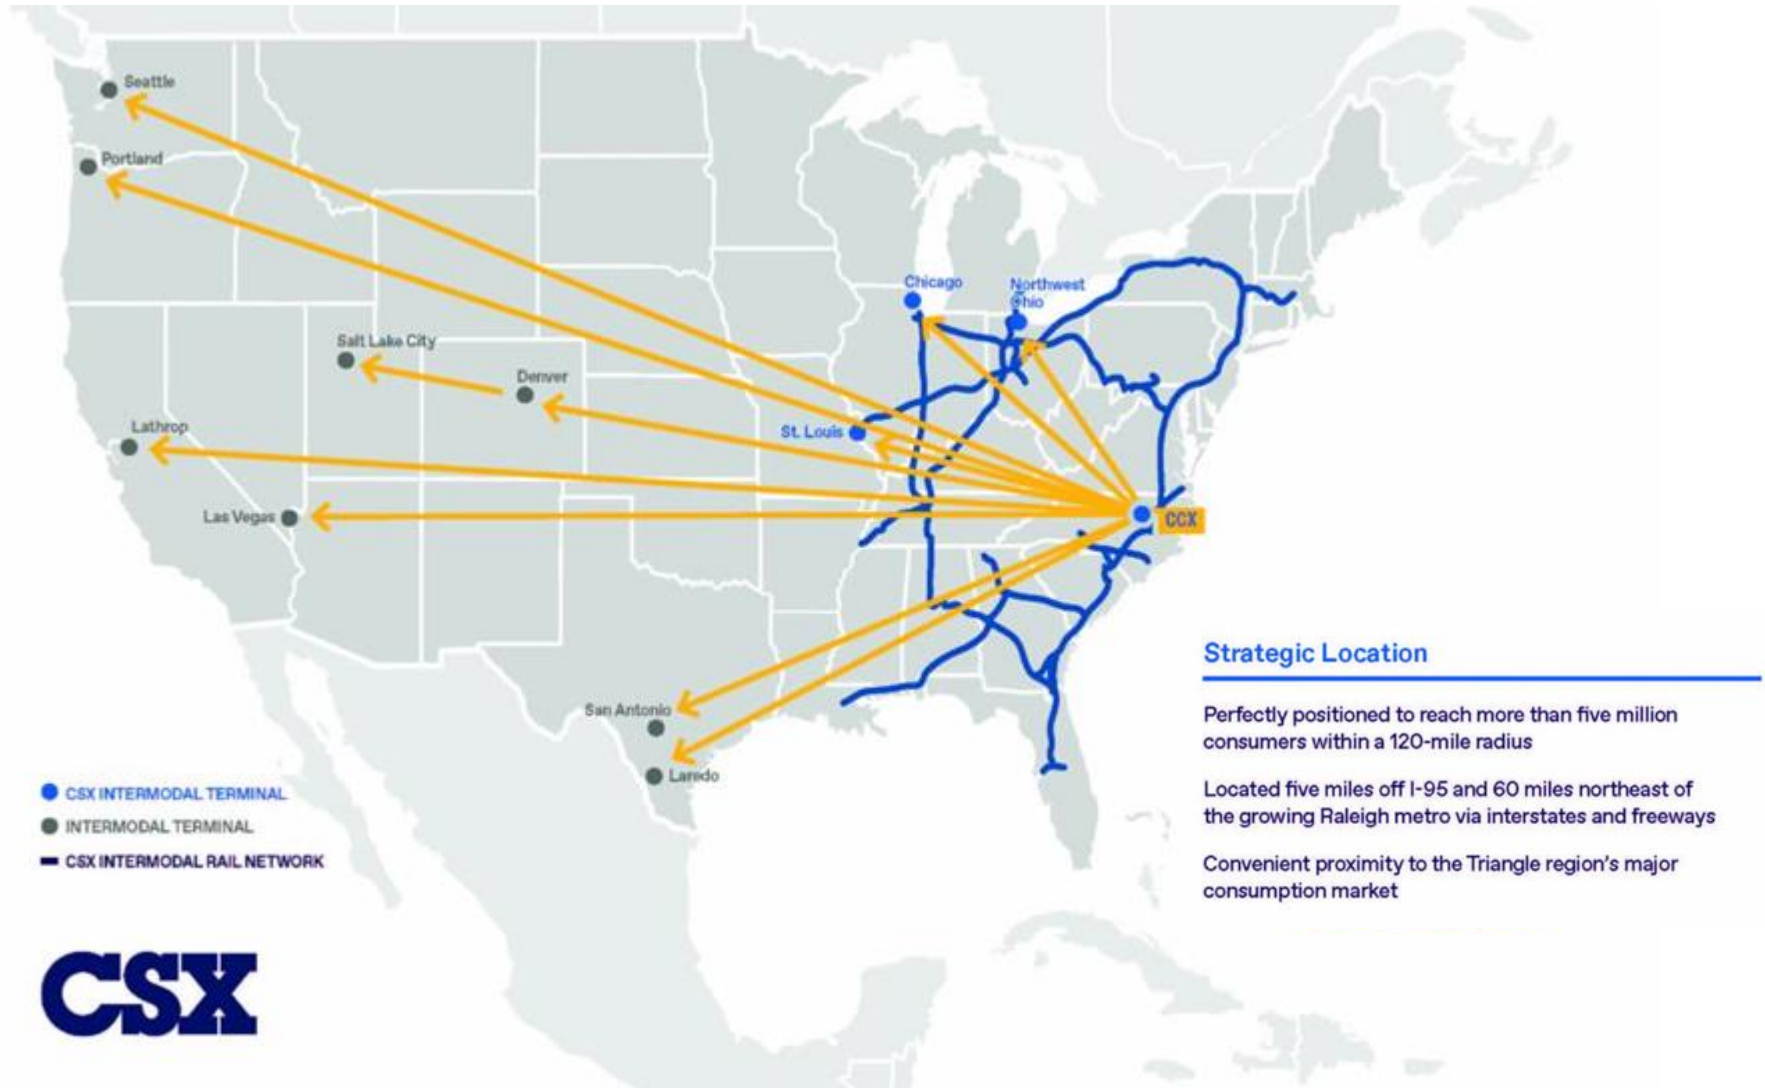 Seattle
Portland
Chicago
Northwest
Ohio
Salt Lake City
Denver
Lathrop
St. Louis
Las Vegas
CCX
San Antonio
Laredo
Strategic Location
Perfectly positioned to reach more than five million
consumers within a 120-mile radius
Located five miles off I-95 and 60 miles northeast of
the growing Raleigh metro via interstates and freeways
Convenient proximity to the Triangle region's major
consumption market
CSX INTERMODAL TERMINAL
INTERMODAL TERMINAL
CSX INTERMODAL RAIL NETWORK
CSX